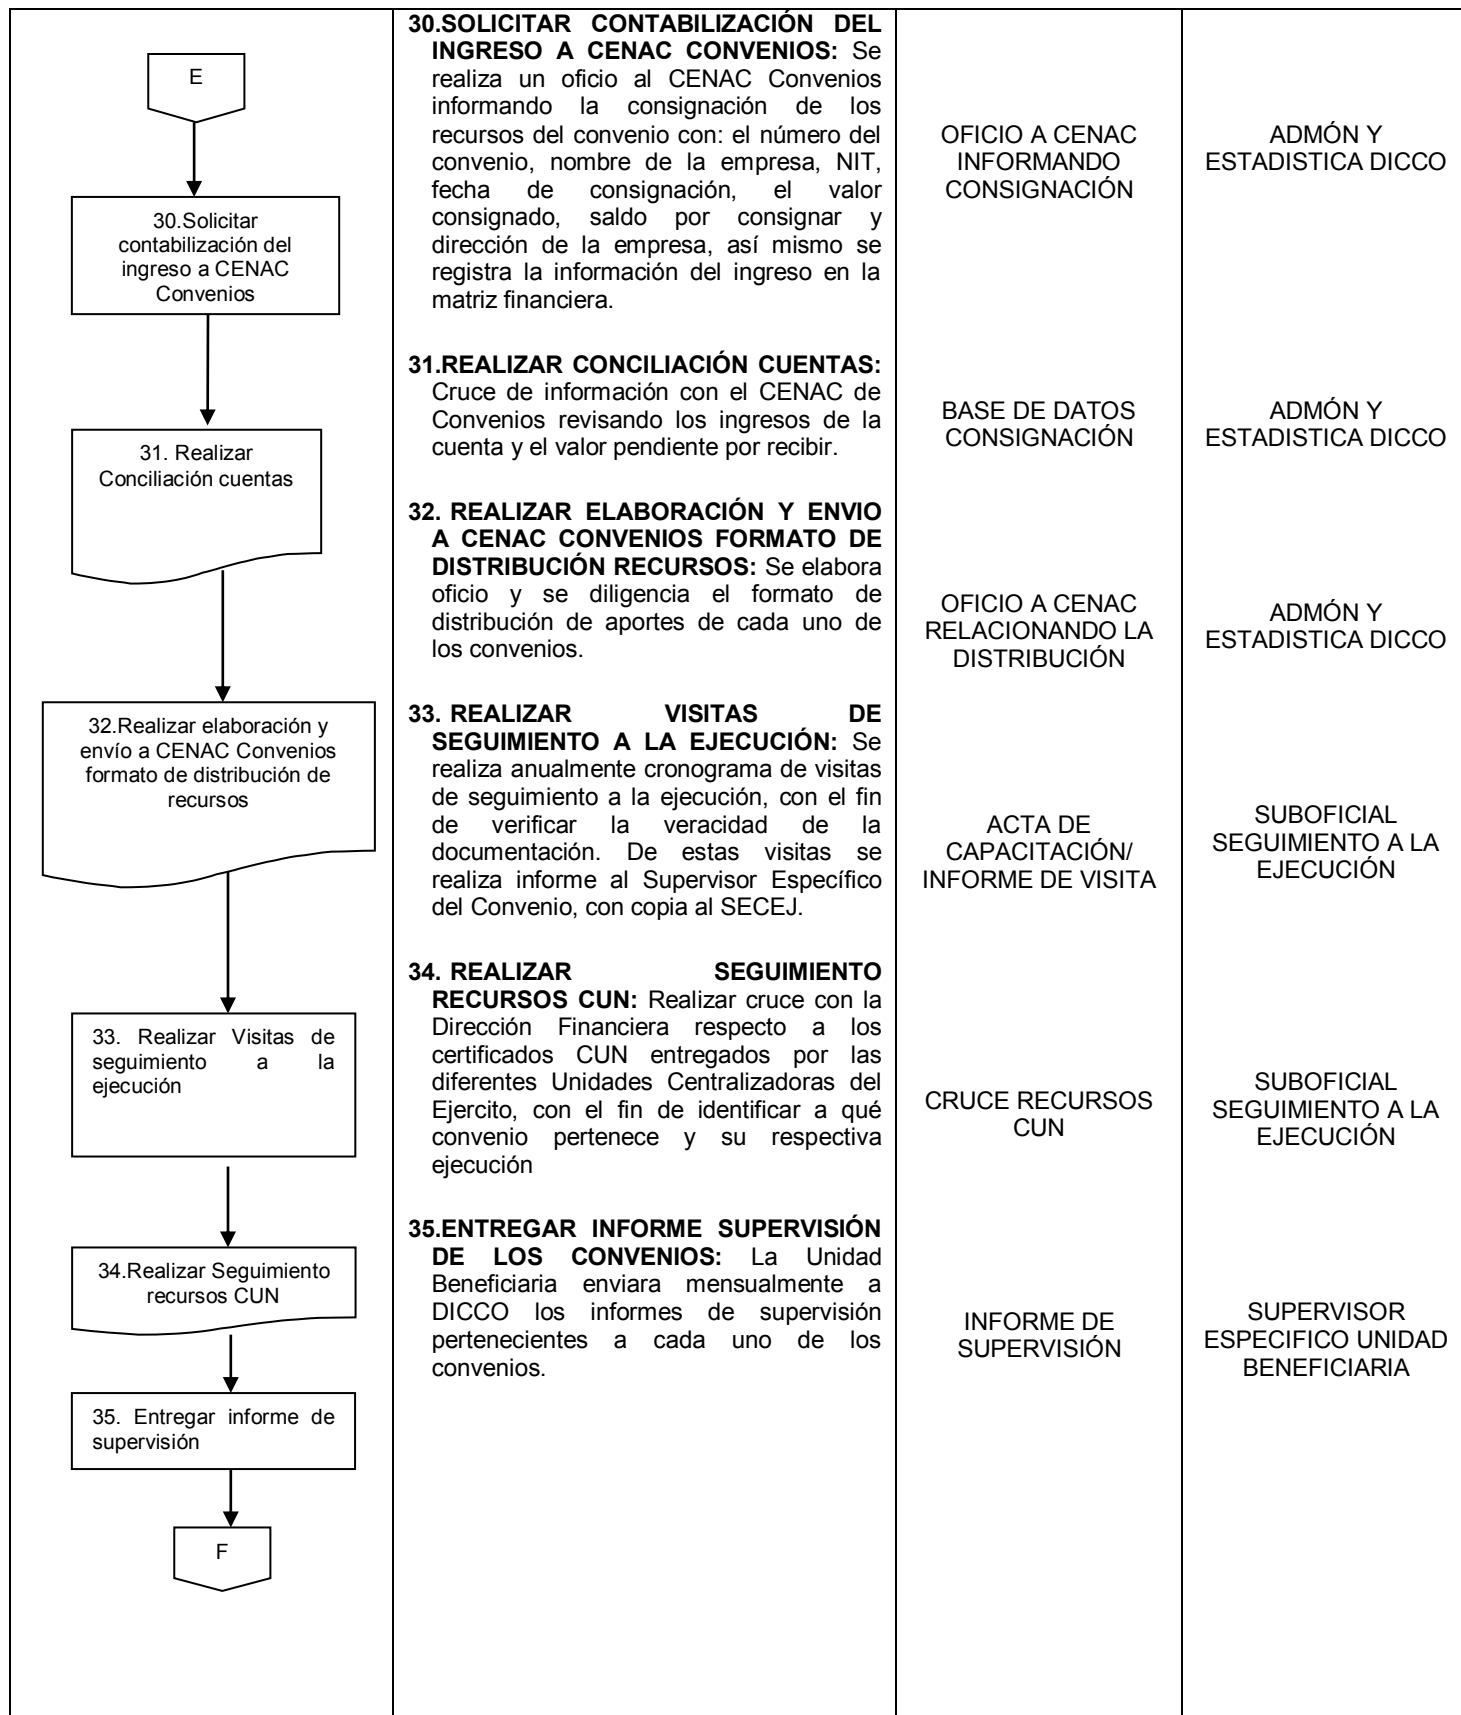 E
30.Solicitar
contabilización del
ingreso a CENAC
Convenios
31. Realizar
Conciliación cuentas
32.Realizar elaboración y
envío a CENAC Convenios
formato de distribución de
recursos
33. Realizar Visitas de
seguimiento a la
ejecución
34.Realizar Seguimiento
recursos CUN
35. Entregar informe de
supervisión
F
30.SOLICITAR CONTABILIZACIÓN DEL
INGRESO A CENAC CONVENIOS: Se
realiza un oficio al CENAC Convenios
informando la consignación de los
recursos del convenio con: el número del
convenio, nombre de la empresa, NIT,
fecha de consignación, el valor
consignado, saldo por consignar y
dirección de la empresa, así mismo se
registra la información del ingreso en la
matriz financiera.
OFICIO A CENAC
INFORMANDO
CONSIGNACIÓN
ADMÓN Y
ESTADISTICA DICCO
31.REALIZAR CONCILIACIÓN CUENTAS:
Cruce de información con el CENAC de
Convenios revisando los ingresos de la
cuenta y el valor pendiente por recibir.
BASE DE DATOS
CONSIGNACIÓN
ADMÓN Y
ESTADISTICA DICCO
32. REALIZAR ELABORACIÓN Y ENVIO
A CENAC CONVENIOS FORMATO DE
DISTRIBUCIÓN RECURSOS: Se elabora
oficio y se diligencia el formato de
distribución de aportes de cada uno de
los convenios.
OFICIO A CENAC
RELACIONANDO LA
DISTRIBUCIÓN
ADMÓN Y
ESTADISTICA DICCO
33. REALIZAR VISITAS DE
SEGUIMIENTO A LA EJECUCIÓN: Se
realiza anualmente cronograma de visitas
de seguimiento a la ejecución, con el fin
de verificar la veracidad de la
documentación. De estas visitas se
realiza informe al Supervisor Específico
del Convenio, con copia al SECEJ.
ACTA DE
CAPACITACIÓN/
INFORME DE VISITA
SUBOFICIAL
SEGUIMIENTO A LA
EJECUCIÓN
34. REALIZAR SEGUIMIENTO
RECURSOS CUN: Realizar cruce con la
Dirección Financiera respecto a los
certificados CUN entregados por las
diferentes Unidades Centralizadoras del
Ejercito, con el fin de identificar a qué
convenio pertenece y su respectiva
ejecución
CRUCE RECURSOS
CUN
SUBOFICIAL
SEGUIMIENTO A LA
EJECUCIÓN
35.ENTREGAR INFORME SUPERVISIÓN
DE LOS CONVENIOS: La Unidad
Beneficiaria enviara mensualmente a
DICCO los informes de supervisión
pertenecientes a cada uno de los
convenios.
INFORME DE
SUPERVISIÓN
SUPERVISOR
ESPECIFICO UNIDAD
BENEFICIARIA